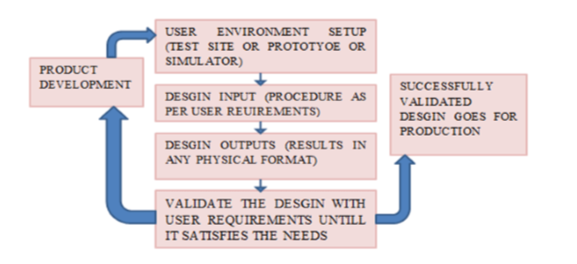 USER ENVIRONMENT SETUP
(TEST SITE OR PROTOTYOE OR
SIMULATOR)
PRODUCT
DEVELOPMENT
DESGIN INPUT (PROCEDURE AS
PER USER REUIREMENTS)
SUCCESSFULLY
VALIDATED
DESGIN GOES FOR
PRODUCTION
DESGIN OUTPUTS (RESULTS IN
ANY PHYSICAL FORMAT)
VALIDATE THE DESGIN WITH
USER REQUIREMENTS UNTILL
IT SATISFIES THE NEEDS